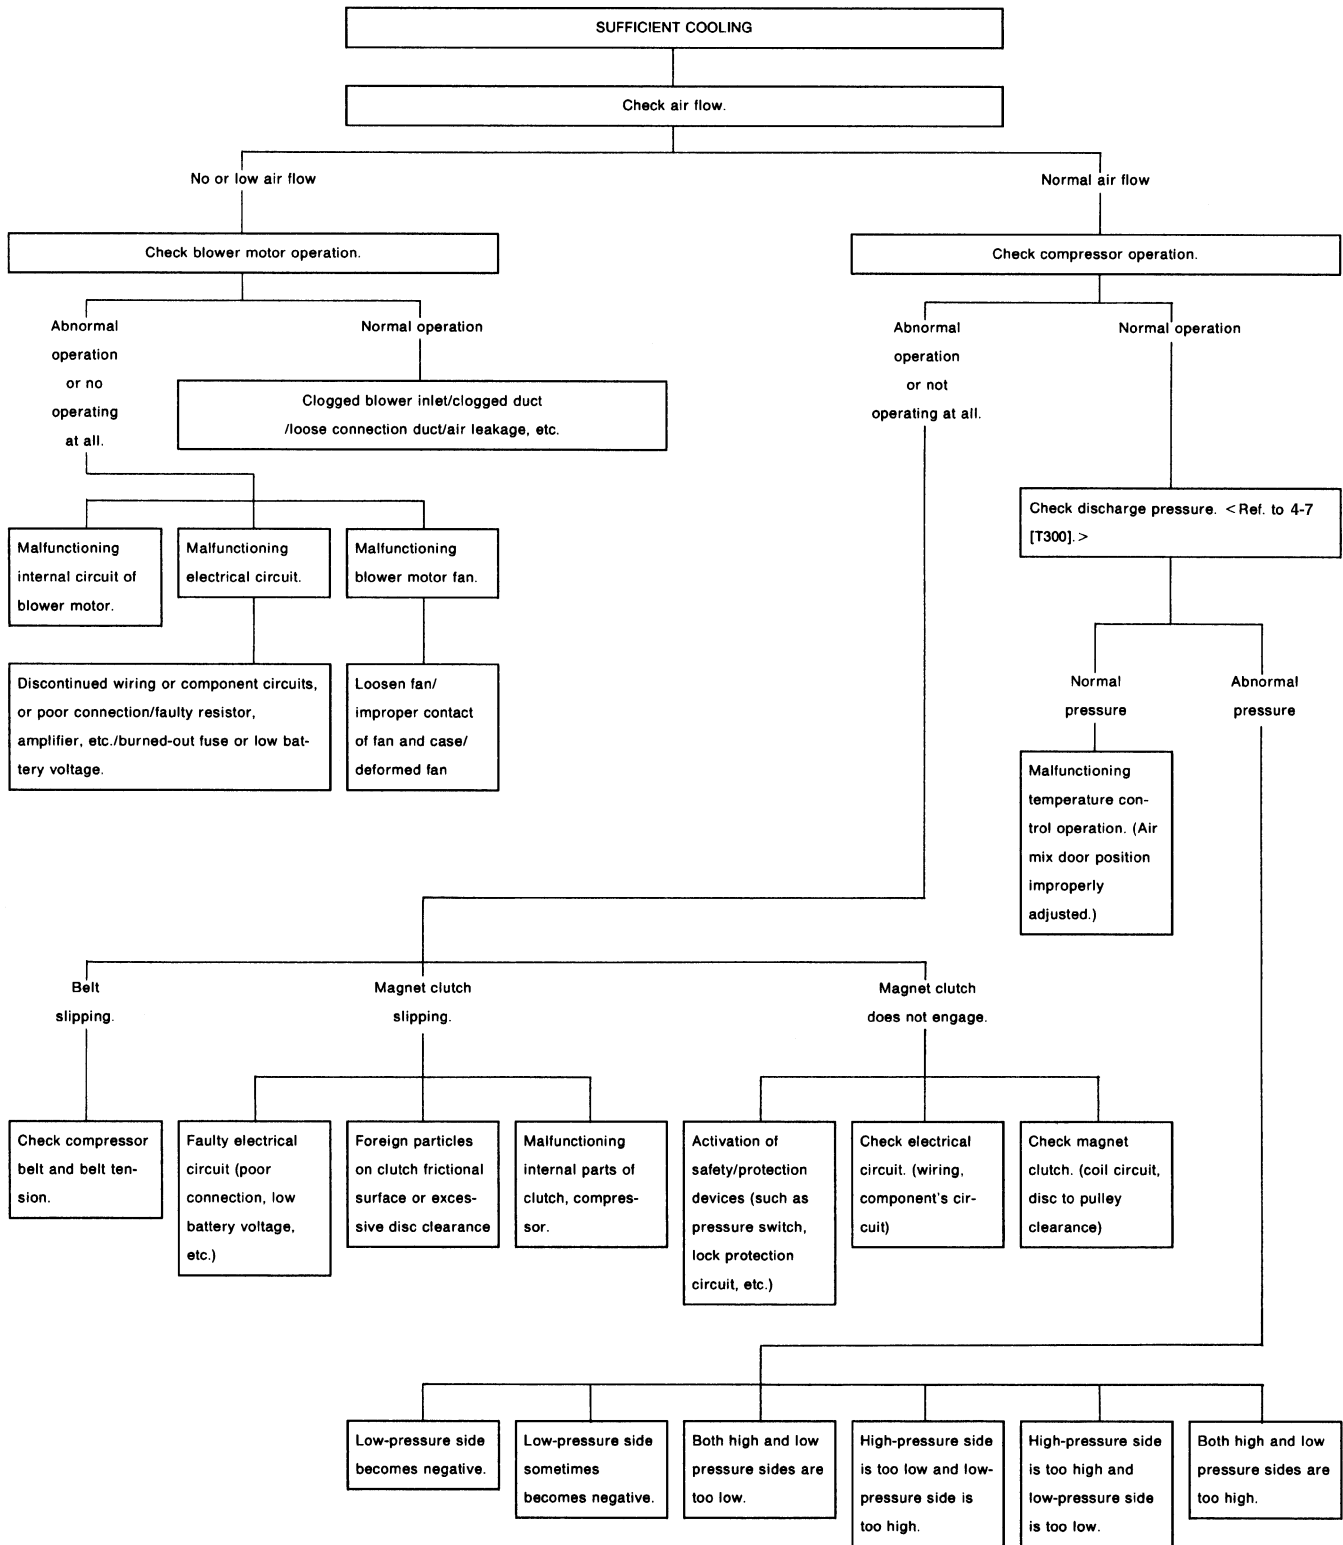 SUFFICIENT COOLING
Check air flow.
No or low air flow
Normal air flow
Check blower motor operation.
Check compressor operation.
Abnormal
operation
or no
operating
at all.
Normal operation
Abnormal
operation
or not
operating at all.
Normal operation
Clogged blower inlet/clogged duct
/loose connection duct/air leakage, etc.
Malfunctioning
internal circuit of
blower motor.
Malfunctioning
electrical circuit.
Malfunctioning
blower motor fan.
Check discharge pressure. <Ref. to 4-7
[T300].>
Discontinued wiring or component circuits,
or poor connection/faulty resistor,
amplifier, etc./burned-out fuse or low bat-
tery voltage.
Loosen fan/
improper contact
of fan and case/
deformed fan
Normal
pressure
Abnormal
pressure
Malfunctioning
temperature con-
trol operation. (Air
mix door position
improperly
adjusted.)
Belt
slipping.
Magnet clutch
slipping.
Magnet clutch
does not engage.
Check compressor
belt and belt ten-
sion.
Faulty electrical
circuit (poor
connection, low
battery voltage,
etc.)
Foreign particles
on clutch frictional
surface or exces-
sive disc clearance
Malfunctioning
internal parts of
clutch, compres-
sor.
Activation of
safety/protection
devices (such as
pressure switch,
lock protection
circuit, etc.)
Check electrical
circuit. (wiring,
component's cir-
cuit)
Check magnet
clutch. (coil circuit,
disc to pulley
clearance)
Low-pressure side
becomes negative.
Low-pressure side
sometimes
becomes negative.
Both high and low
pressure sides are
too low.
High-pressure side
is too low and low-
pressure side is
too high.
High-pressure side
is too high and
low-pressure side
is too low.
Both high and low
pressure sides are
too high.